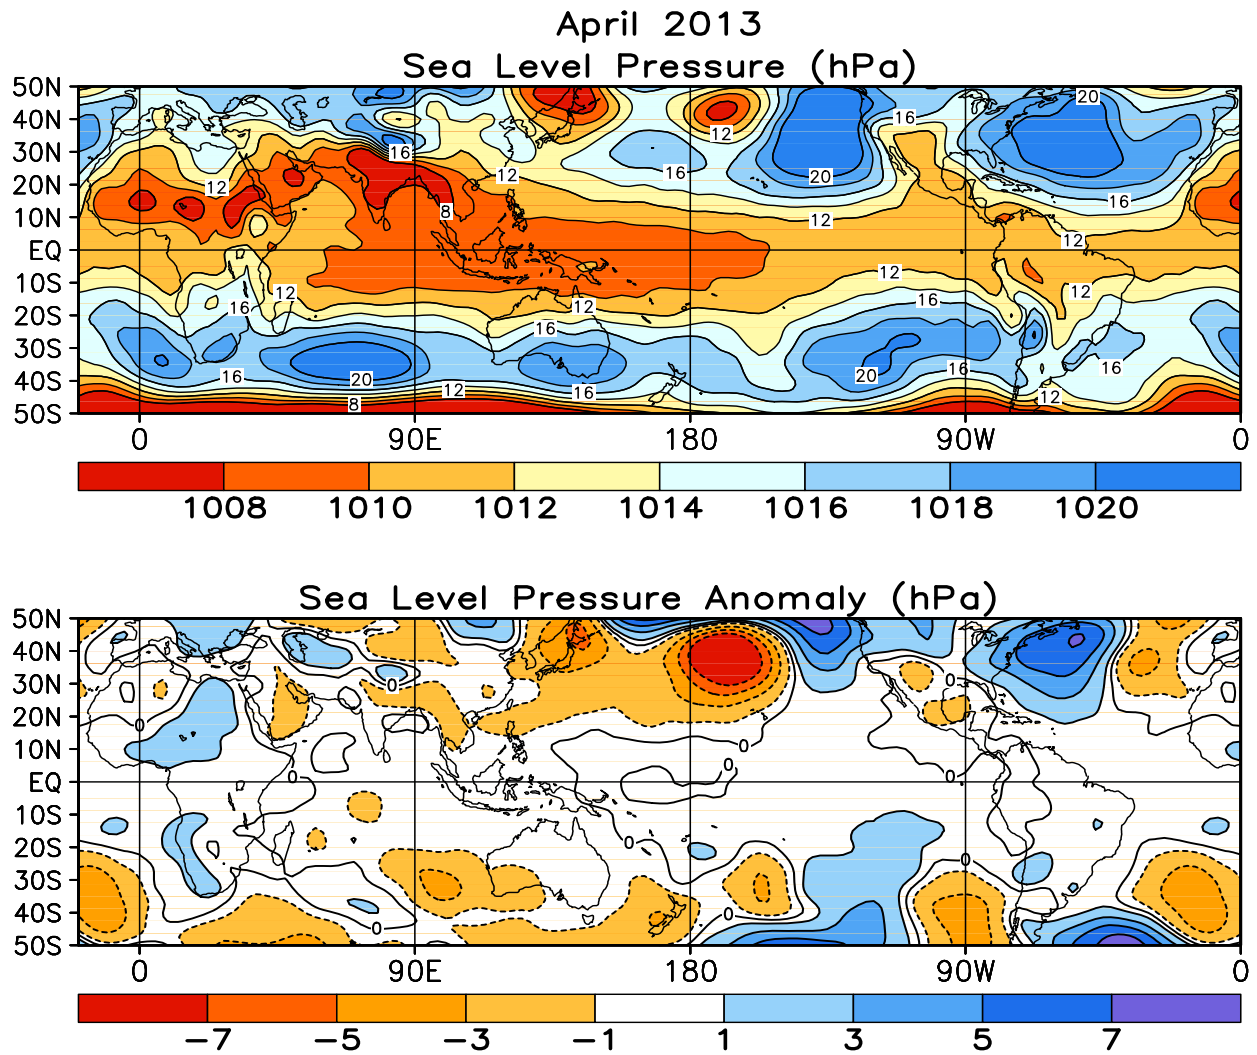 April 2013
Sea Level Pressure (hPa)
50N
40N
30N
20N
10N
EQ
10S
20S
30S
40S
50S
20
16
12
16
16
12
20
12
8
16
12
12
12
16
12
12
16
12
16
16
20
12
16
20
16
16
12
8
0 90E 180 90W 0
1008 1010 1012 1014 1016 1018 1020
Sea Level Pressure Anomaly (hPa)
50N
40N
30N
20N
10N
EQ
10S
20S
30S
40S
50S
0
0
0
0
0
0
0
0
0
0
0
0 90E 180 90W 0
−7 −5 −3 −1 1 3 5 7